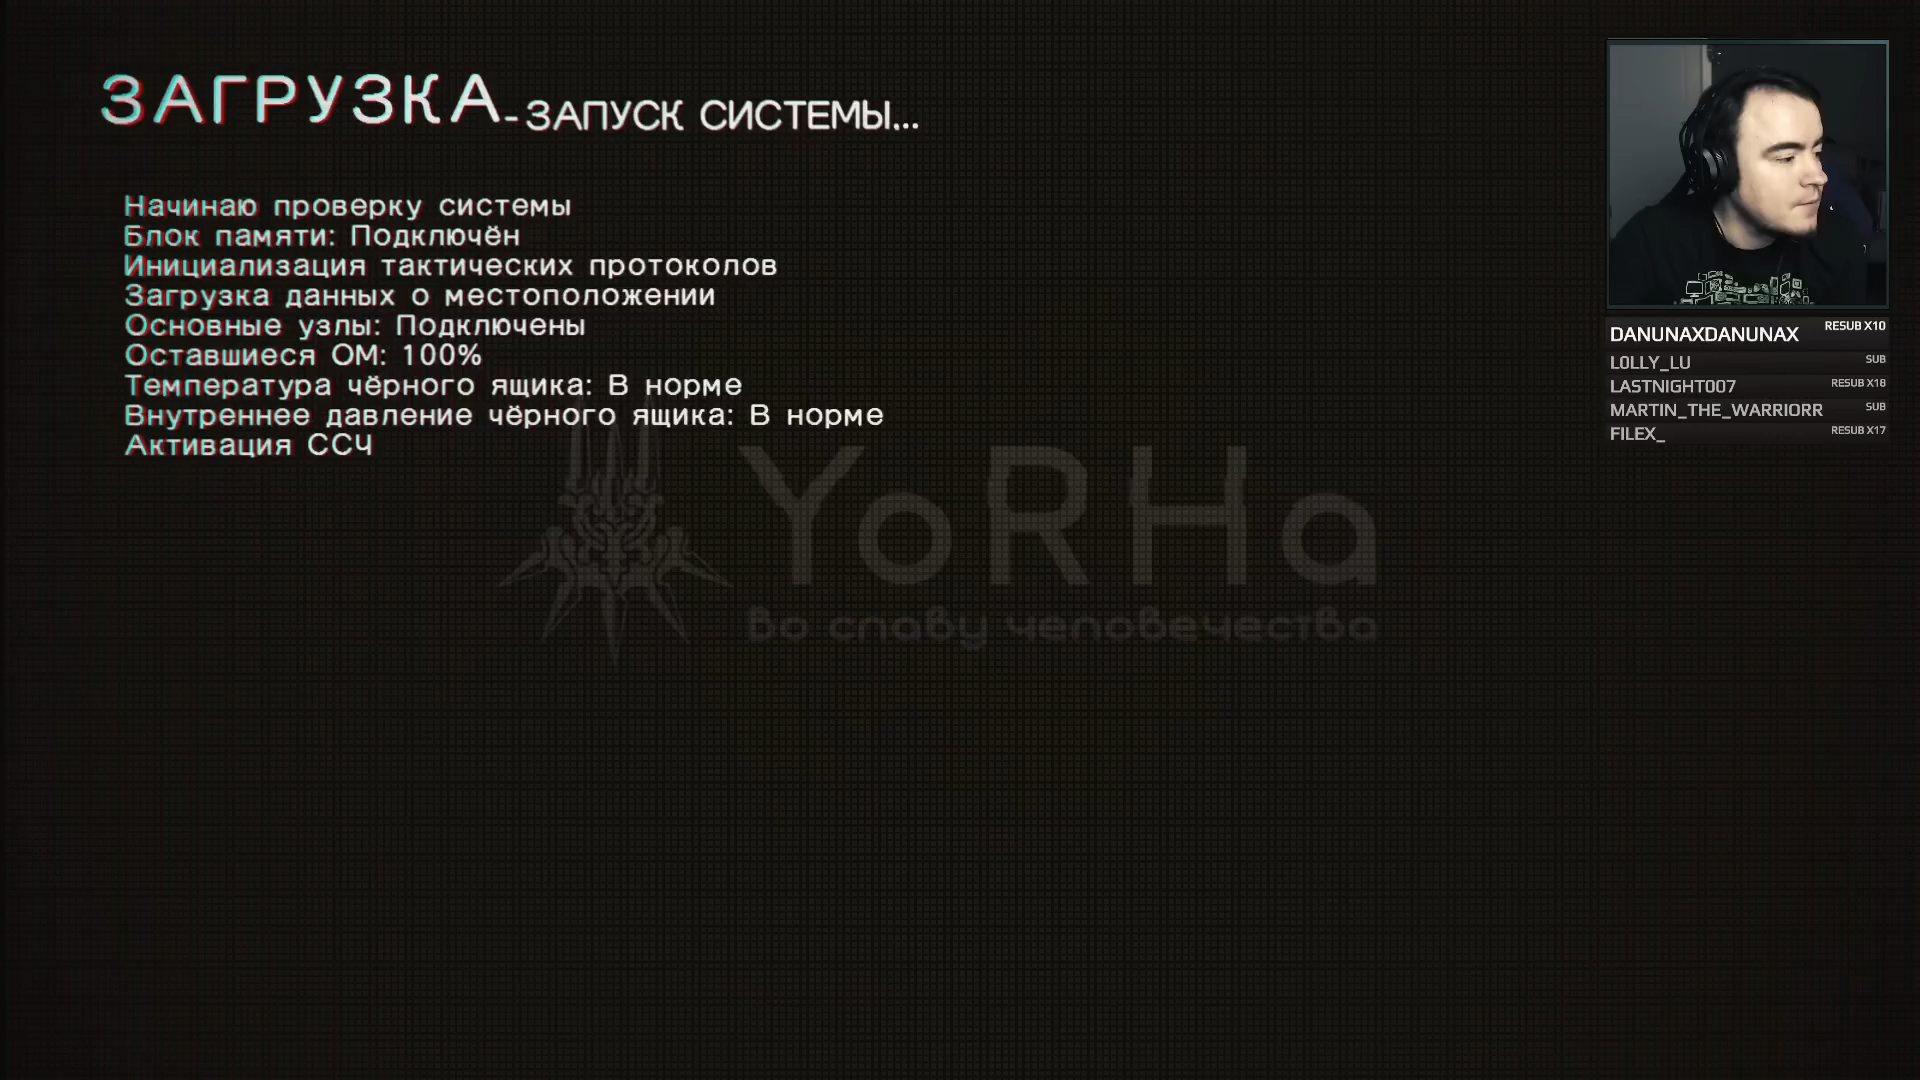 ЗАГРУЗКА - ЗАПУСК СИСТЕМЫ...
Начинаю проверку системы
Блок памяти: Подключён
Инициализация тактических протоколов
Загрузка данных о местоположении
Основные узлы: Подключены
Оставшиеся ОМ: 100%
Температура чёрного ящика: В норме
Внутреннее давление чёрного ящика: В норме
Активация ССЧ
YoRHa
Во славу человечества
DANUNAXDANUNAX RESUB X10
L0LLY_LU SUB
LASTNIGHT007 RESUB X18
MARTIN_THE_WARRIORR SUB
FILEX_ RESUB X17